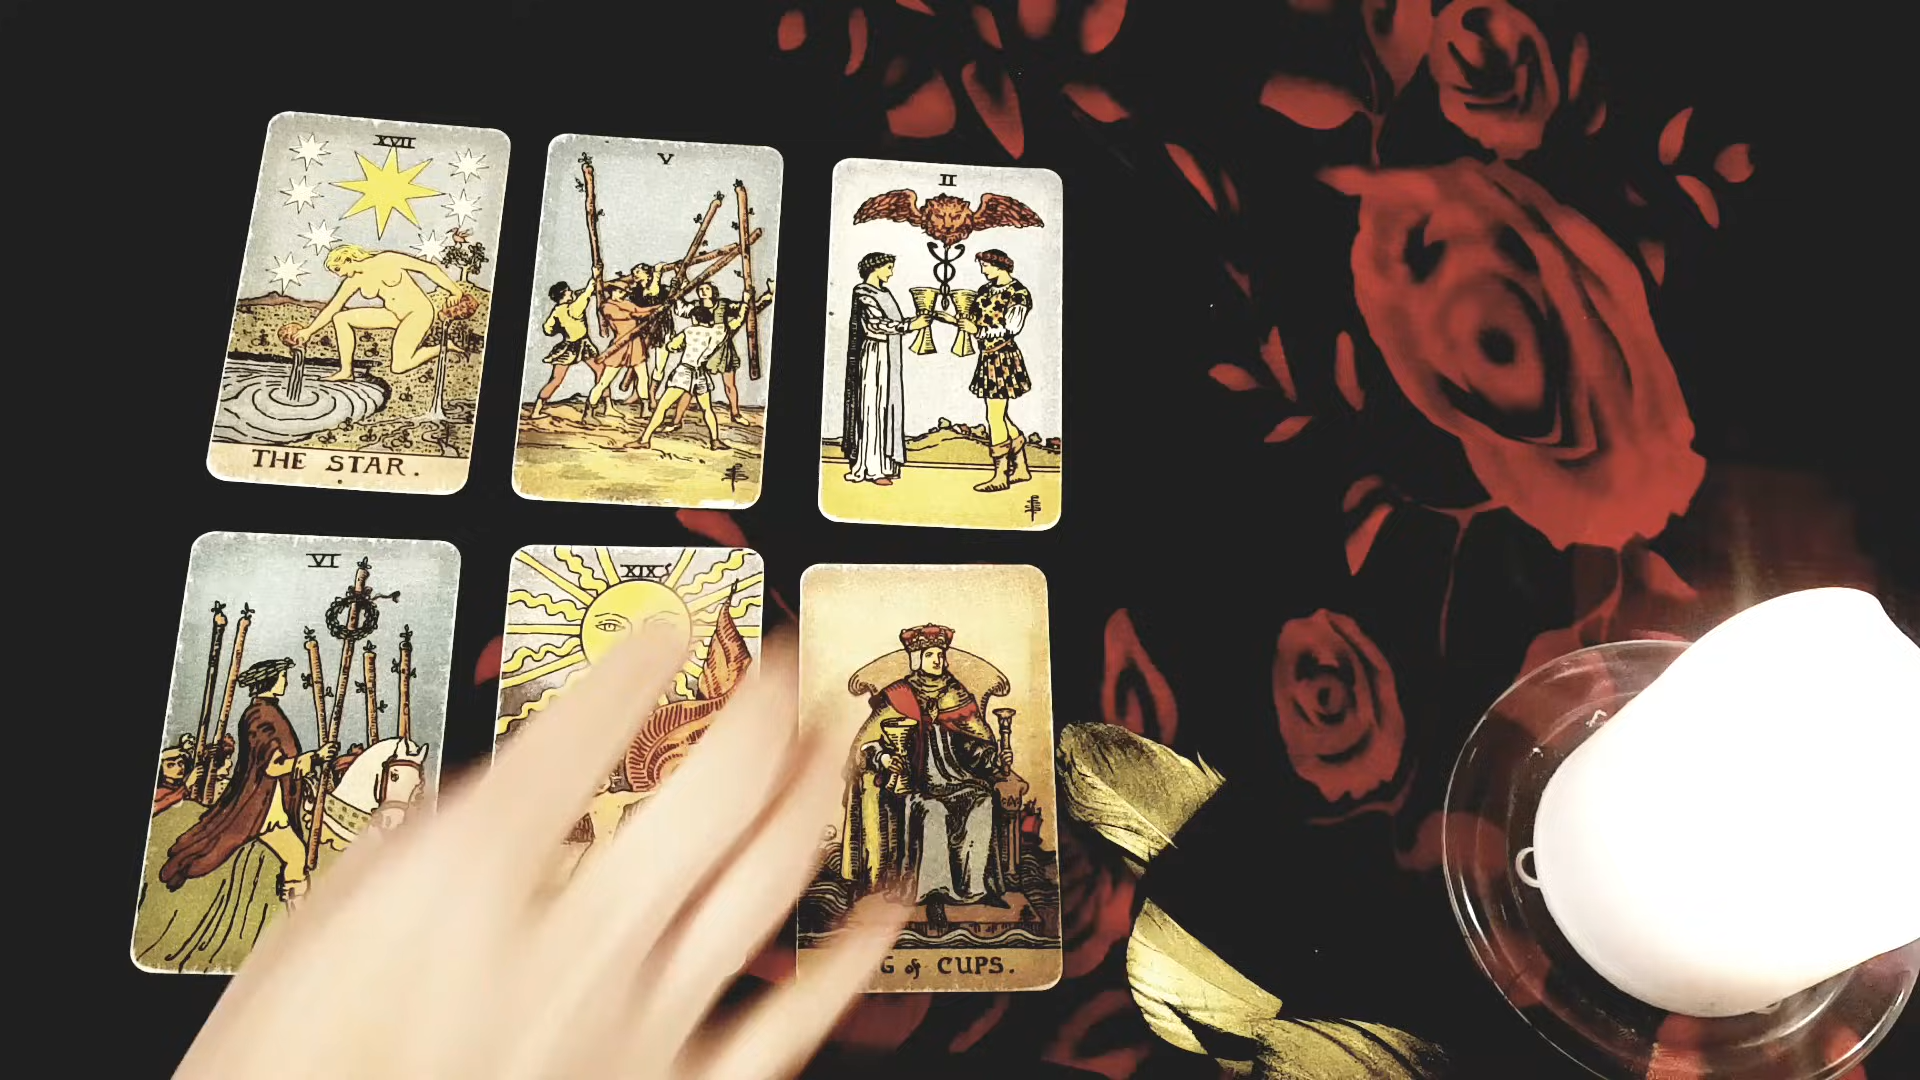 XVII
THE STAR.
V
II
VI
XIX
G of CUPS.